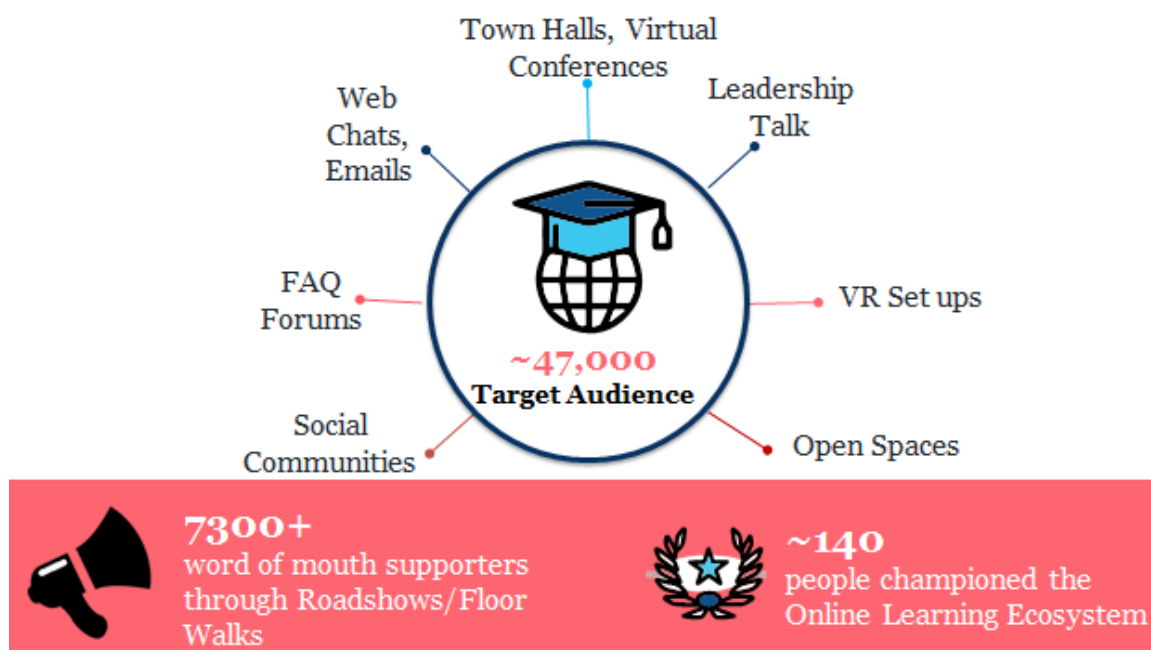 Town Halls, Virtual
Conferences
Leadership
Talk
Web
Chats,
Emails
FAQ
Forums
VR Set ups
~47,000
Target Audience
Social
Communities
Open Spaces
7300+
word of mouth supporters
through Roadshows/Floor
Walks
~140
people championed the
Online Learning Ecosystem